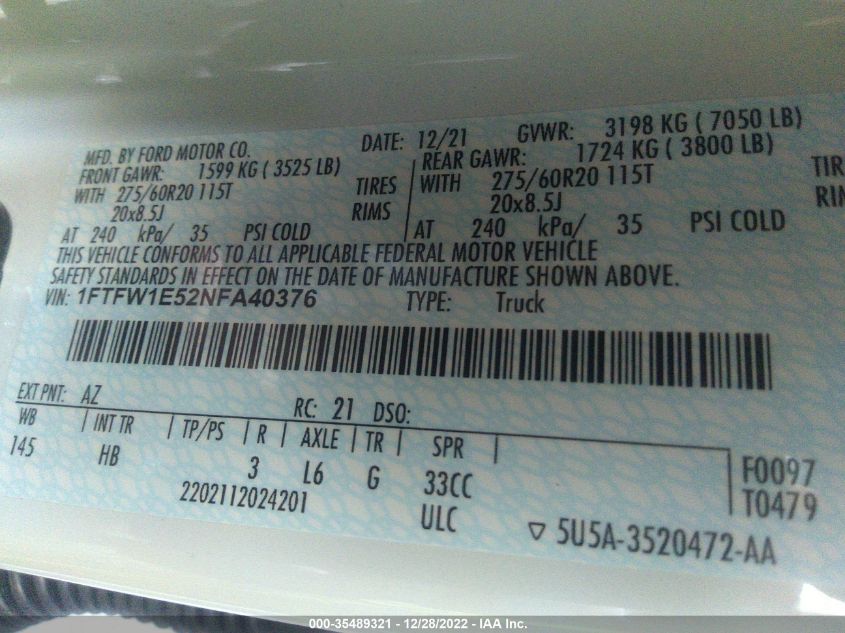 MFD. BY FORD MOTOR CO. DATE: 12/21 GVWR: 3198 KG ( 7050 LB)
FRONT GAWR: 1599 KG ( 3525 LB) REAR GAWR: 1724 KG ( 3800 LB)
WITH 275/60R20 115T TIRES WITH 275/60R20 115T TIR
20x8.5J RIMS 20x8.5J RIM
AT 240 kPa/ 35 PSI COLD AT 240 kPa/ 35 PSI COLD
THIS VEHICLE CONFORMS TO ALL APPLICABLE FEDERAL MOTOR VEHICLE
SAFETY STANDARDS IN EFFECT ON THE DATE OF MANUFACTURE SHOWN ABOVE.
VIN: 1FTFW1E52NFA40376 TYPE: Truck
EXT PNT: AZ RC: 21 DSO:
WB | INT TR | TP/PS | R | AXLE | TR | SPR |
145 HB 3 L6 G 33CC F0097
2202112024201 ULC T0479
▽ 5U5A-3520472-AA
000-35489321 - 12/28/2022 - IAA Inc.